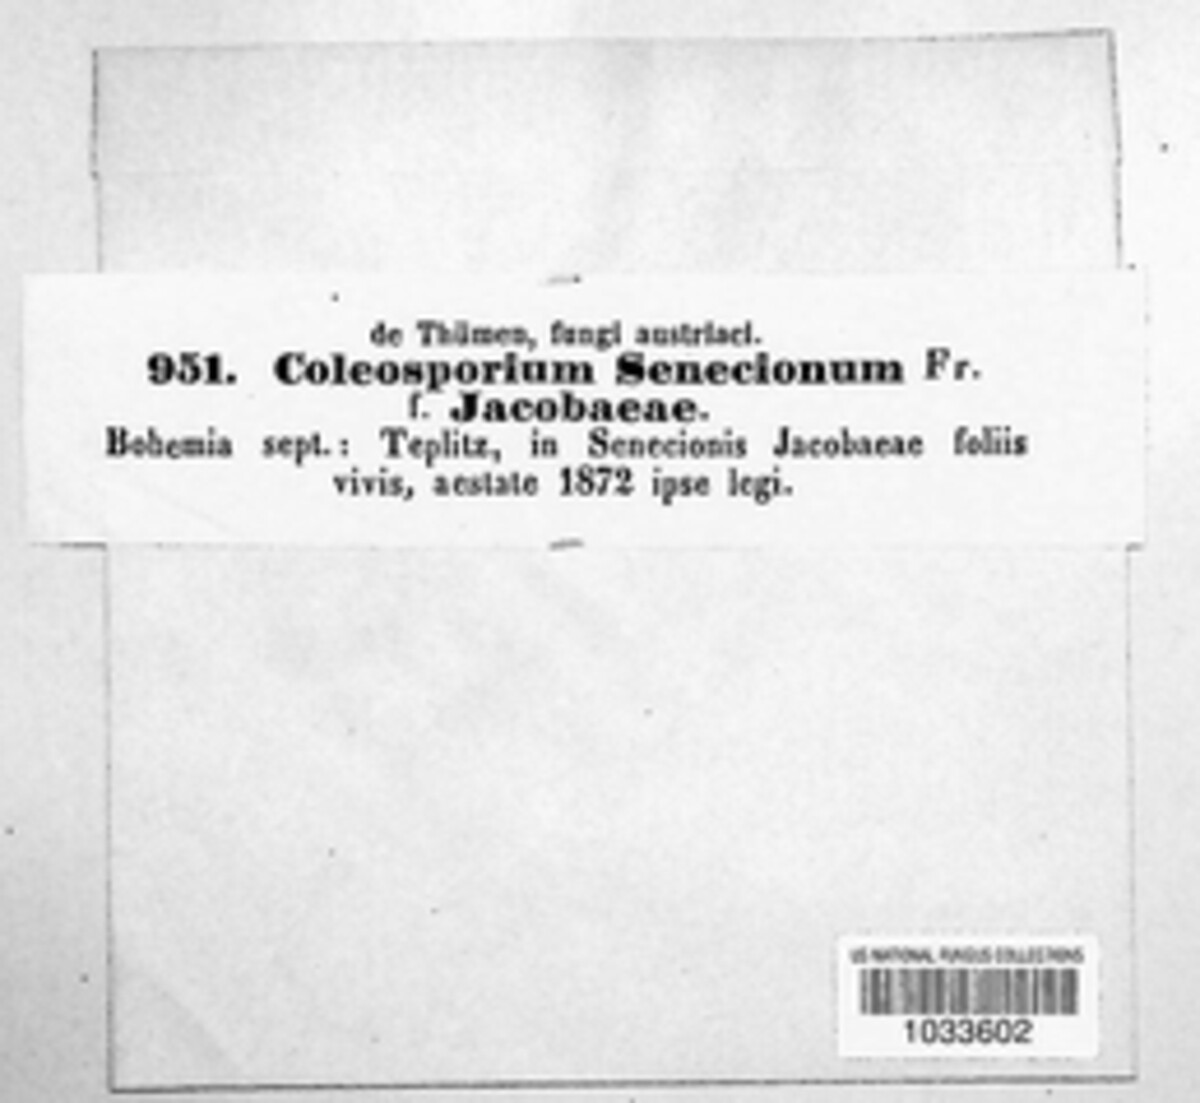 de Thümen, fungi austriaci.
951. Coleosporium Senecionum Fr.
f. Jacobaeae.
Bohemia sept.: Teplitz, in Senecionis Jacobaeae foliis
vivis, aestate 1872 ipse legi.
US NATIONAL FUNGUS COLLECTIONS
1033602